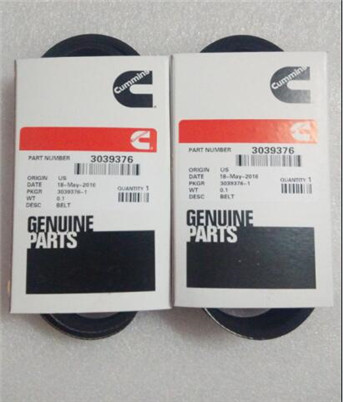 Cummins
PART NUMBER 3039376
ORIGIN US
DATE 18-May-2016
PKGR 3039376-1 QUANTITY 1
WT 0.1
DESC BELT
GENUINE
PARTS
Cummins
PART NUMBER 3039376
ORIGIN US
DATE 18-May-2016
PKGR 3039376-1 QUANTITY 1
WT 0.1
DESC BELT
GENUINE
PARTS